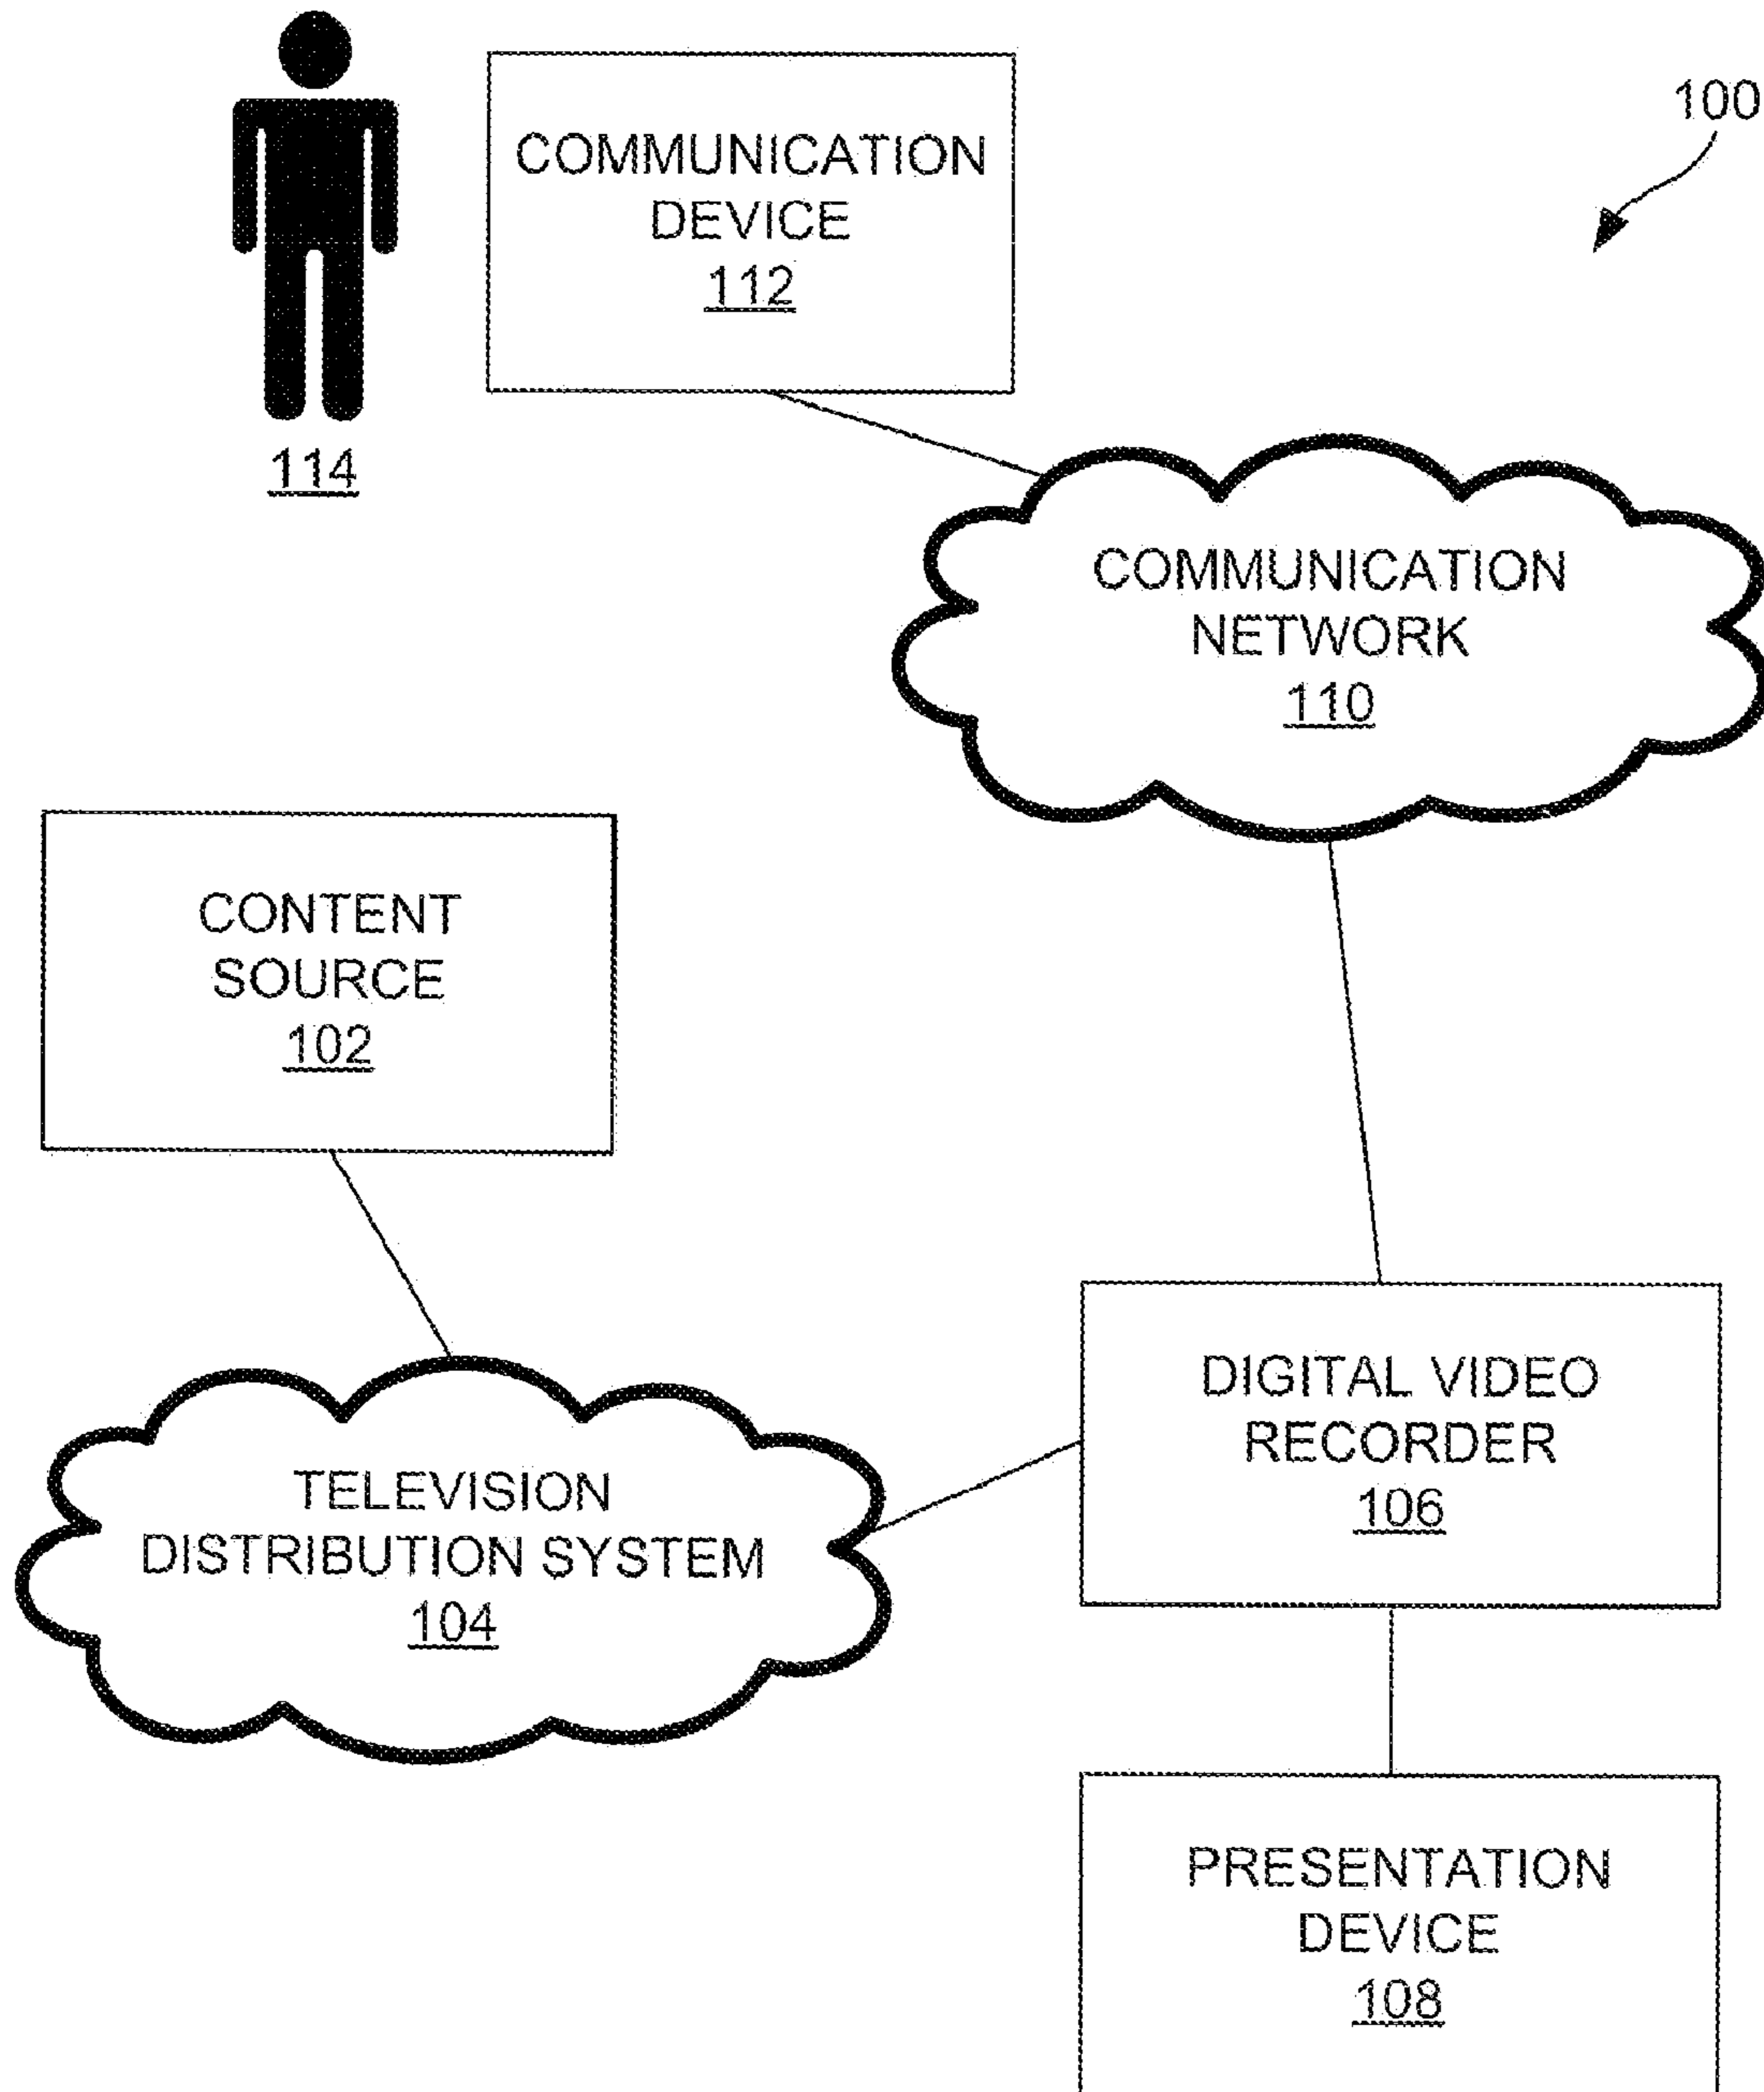 COMMUNICATION
DEVICE
112
100
114
COMMUNICATION
NETWORK
110
CONTENT
SOURCE
102
TELEVISION
DISTRIBUTION SYSTEM
104
DIGITAL VIDEO
RECORDER
106
PRESENTATION
DEVICE
108